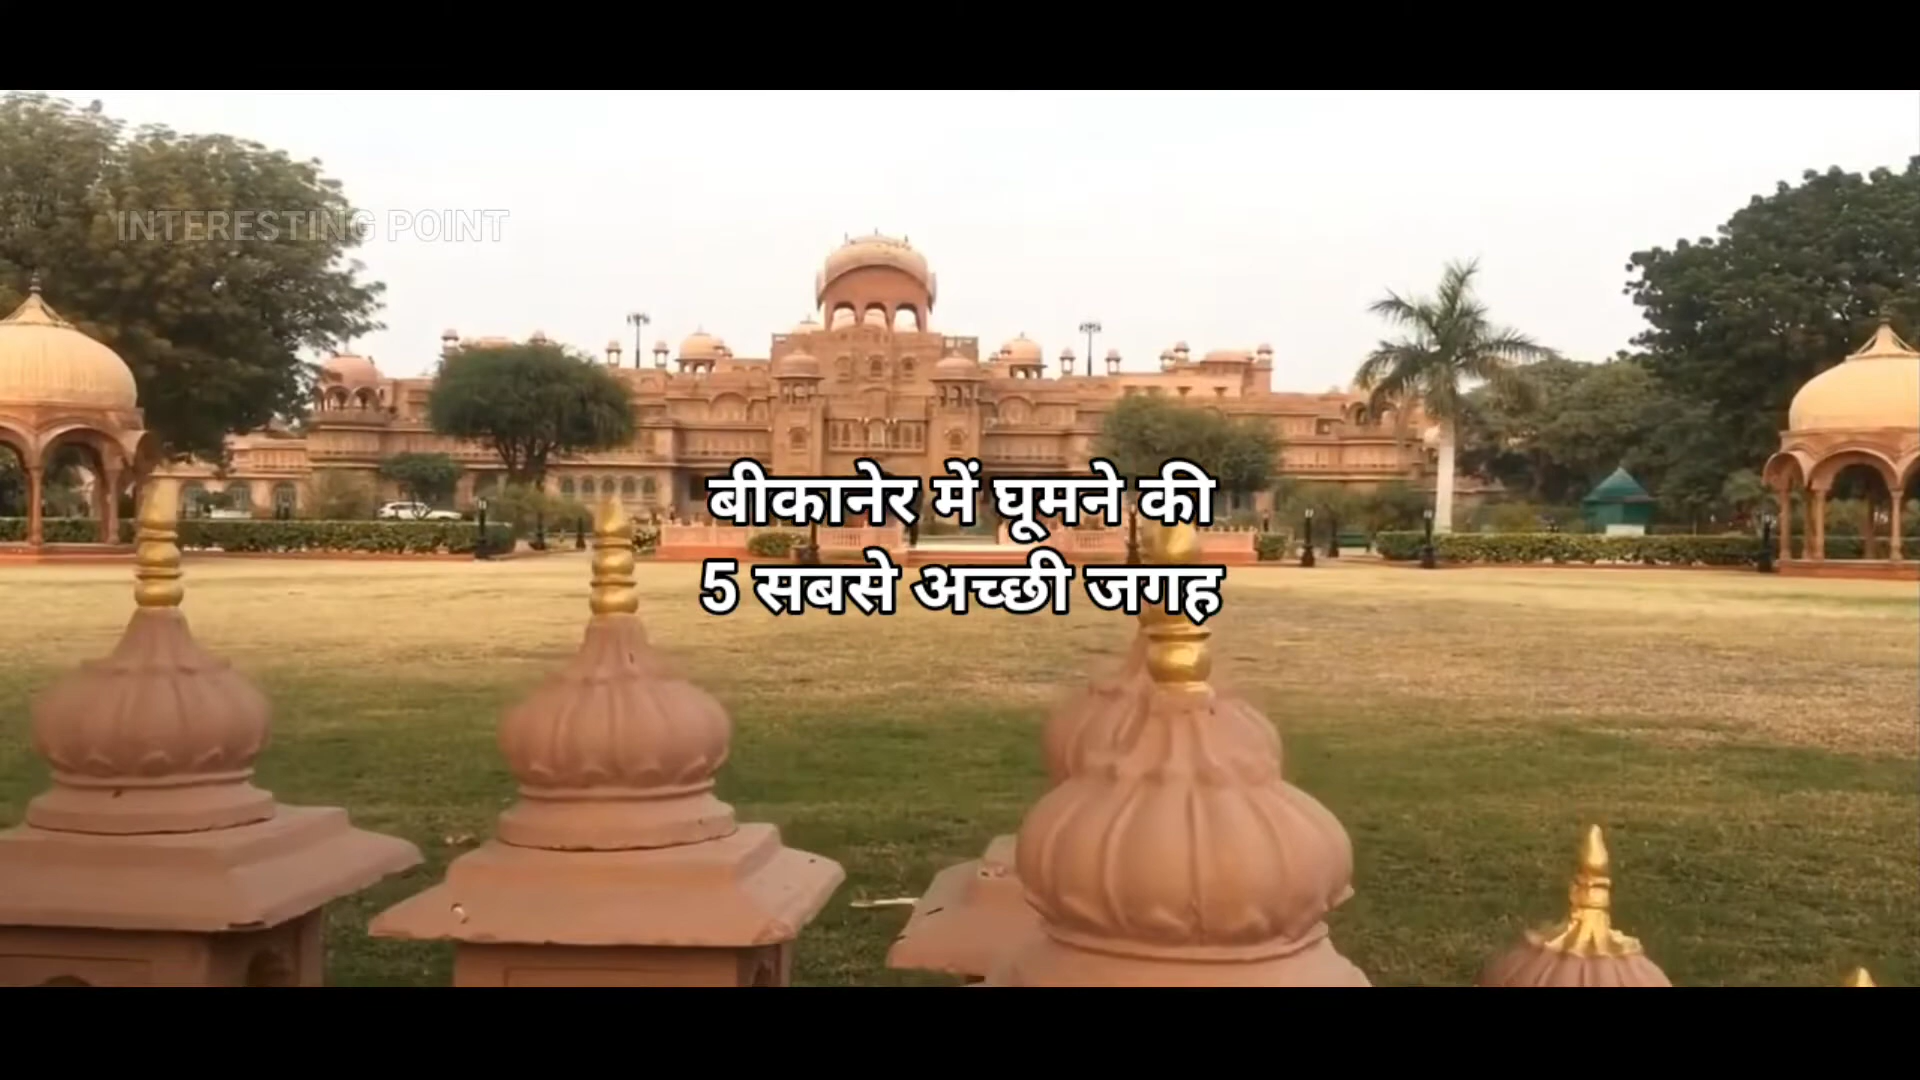 INTERESTING POINT
बीकानेर में घूमने की
5 सबसे अच्छी जगह